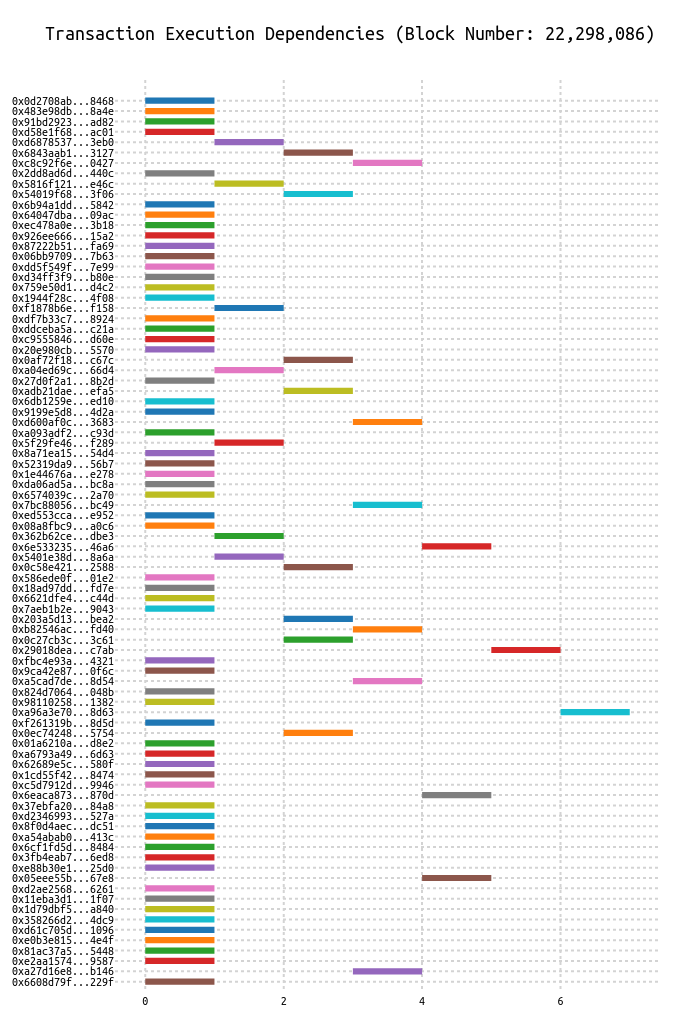 Transaction Execution Dependencies (Block Number: 22,298,086)
0x0d2708ab...8468
0x483e98db...8a4e
0x91bd2923...ad82
0xd58e1f68...ac01
0xd6878537...3eb0
0x6843aab1...3127
0xc8c92f6e...0427
0x2dd8ad6d...440c
0x5816f121...e46c
0x54019f68...3f06
0x6b94a1dd...5842
0x64047dba...09ac
0xec478a0e...3b18
0x926ee666...15a2
0x87222b51...fa69
0x06bb9709...7b63
0xdd5f549f...7e99
0xd34ff3f9...b80e
0x759e50d1...d4c2
0x1944f28c...4f08
0xf1878b6e...f158
0xdf7b33c7...8924
0xddceba5a...c21a
0xc9555846...d60e
0x20e980cb...5570
0x0af72f18...c67c
0xa04ed69c...66d4
0x27d0f2a1...8b2d
0xadb21dae...efa5
0x6db1259e...ed10
0x9199e5d8...4d2a
0xd600af0c...3683
0xa093adf2...c93d
0x5f29fe46...f289
0x8a71ea15...54d4
0x52319da9...56b7
0x1e44676a...e278
0xda06ad5a...bc8a
0x6574039c...2a70
0x7bc88056...bc49
0xed553cca...e952
0x08a8fbc9...a0c6
0x362b62ce...dbe3
0x6e533235...46a6
0x5401e38d...8a6a
0x0c58e421...2588
0x586ede0f...01e2
0x18ad97dd...fd7e
0x6621dfe4...c44d
0x7aeb1b2e...9043
0x203a5d13...bea2
0xb82546ac...fd40
0x0c27cb3c...3c61
0x29018dea...c7ab
0xfbc4e93a...4321
0x9ca42e87...0f6c
0xa5cad7de...8d54
0x824d7064...048b
0x98110258...1382
0xa96a3e70...8d63
0xf261319b...8d5d
0x0ec74248...5754
0x01a6210a...d8e2
0xa6793a49...6d63
0x62689e5c...580f
0x1cd55f42...8474
0xc5d7912d...9946
0x6eaca873...870d
0x37ebfa20...84a8
0xd2346993...527a
0x8f0d4aec...dc51
0xa54abab0...413c
0x6cf1fd5d...8484
0x3fb4eab7...6ed8
0xe88b30e1...25d0
0x05eee55b...67e8
0xd2ae2568...6261
0x11eba3d1...1f07
0x1d79dbf5...a840
0x358266d2...4dc9
0xd61c705d...1096
0xe0b3e815...4e4f
0x81ac37a5...5448
0xe2aa1574...9587
0xa27d16e8...b146
0x6608d79f...229f
0 2 4 6